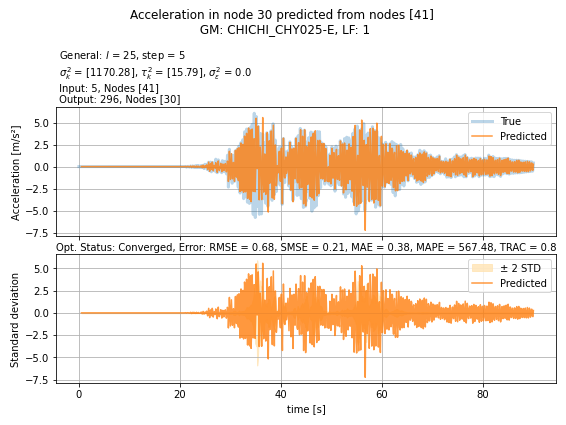 Acceleration in node 30 predicted from nodes [41]
GM: CHICHI_CHY025-E, LF: 1
General: l = 25, step = 5
σ²ₖ = [1170.28], τ²ₖ = [15.79], σ²ε = 0.0
Input: 5, Nodes [41]
Output: 296, Nodes [30]
Acceleration [m/s²]
5.0
2.5
0.0
−2.5
−5.0
−7.5
True
Predicted
Opt. Status: Converged, Error: RMSE = 0.68, SMSE = 0.21, MAE = 0.38, MAPE = 567.48, TRAC = 0.8
Standard deviation
5.0
2.5
0.0
−2.5
−5.0
−7.5
± 2 STD
Predicted
0 20 40 60 80
time [s]